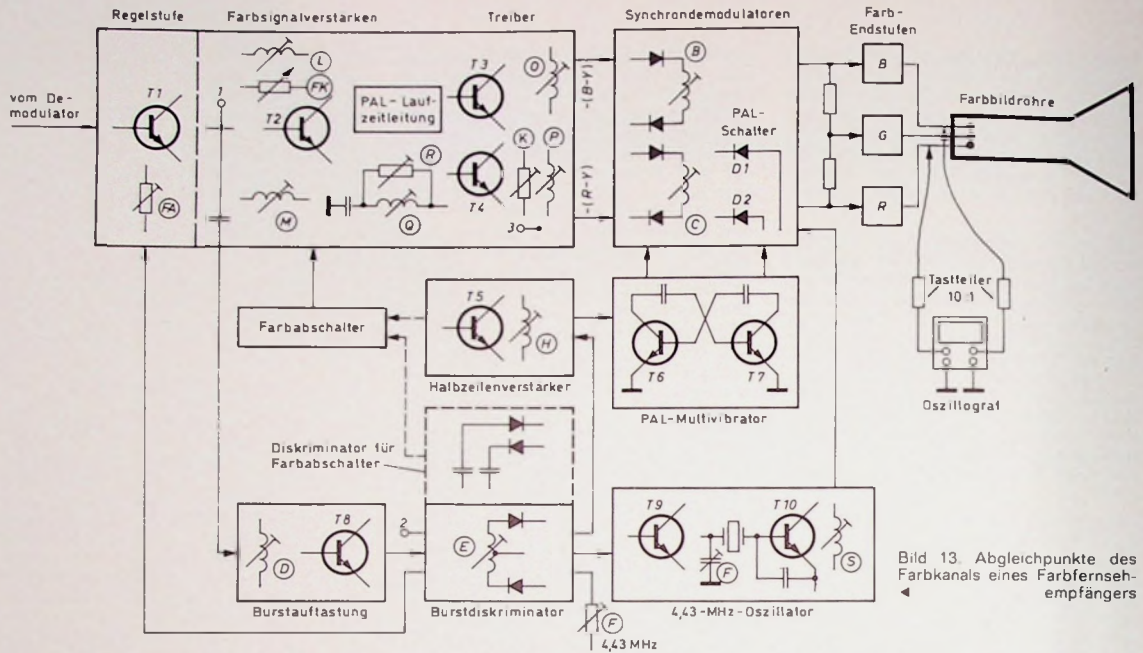 Regelstufe
Farbsignalverstärken
Treiber
Synchrondemodulatoren
Farb-
Endstufen
vom De-
modulator
T1
FA
1
L
FK
T2
M
PAL-Lauf-
zeitleitung
R
Q
T3
T4
O
K
P
3
-(B-Y)
-(R-Y)
B
C
PAL-
Schalter
D1
D2
B
G
R
Farbbildrohre
Tastteiler
10:1
Oszillograf
Farbabschalter
T5
H
Halbzeilenverstärker
T6
T7
PAL-Multivibrator
Diskriminator für
Farbabschalter
D
T8
Burstauftastung
2
E
Burstdiskriminator
F
4,43 MHz
T9
F
T10
S
4,43-MHz-Oszillator
Bild 13. Abgleichpunkte des
Farbkanals eines Farbfernseh-
empfängers